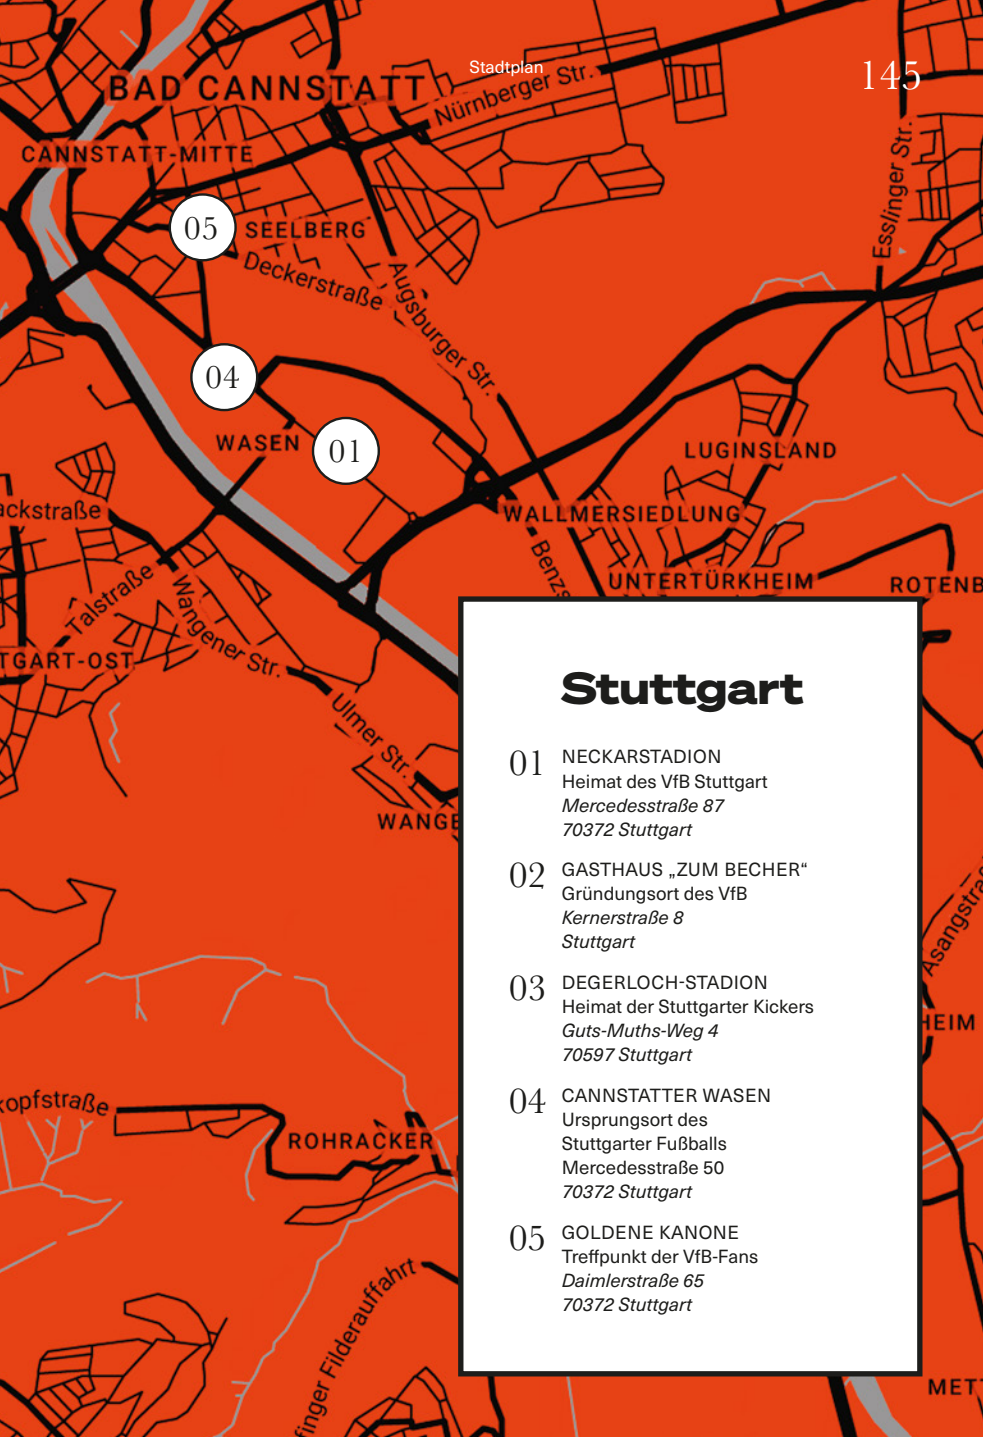 Stadtplan
145
BAD CANNSTATT
Nürnberger Str.
CANNSTATT-MITTE
Esslinger Str.
05
SEELBERG
Deckerstraße
Augsburger Str.
04
WASEN
01
LUGINSLAND
ackstraße
WALLMERSIEDLUNG
Benzs
Talstraße
Wangener Str.
UNTERTÜRKHEIM
ROTENB
TGART-OST
Ulmer Str.
WANGE
Stuttgart
01 NECKARSTADION
Heimat des VfB Stuttgart
Mercedesstraße 87
70372 Stuttgart
02 GASTHAUS „ZUM BECHER“
Gründungsort des VfB
Kernerstraße 8
Stuttgart
03 DEGERLOCH-STADION
Heimat der Stuttgarter Kickers
Guts-Muths-Weg 4
70597 Stuttgart
04 CANNSTATTER WASEN
Ursprungsort des
Stuttgarter Fußballs
Mercedesstraße 50
70372 Stuttgart
05 GOLDENE KANONE
Treffpunkt der VfB-Fans
Daimlerstraße 65
70372 Stuttgart
Asangstraß
HEIM
kopfstraße
ROHRACKER
finger Filderauffahrt
METT